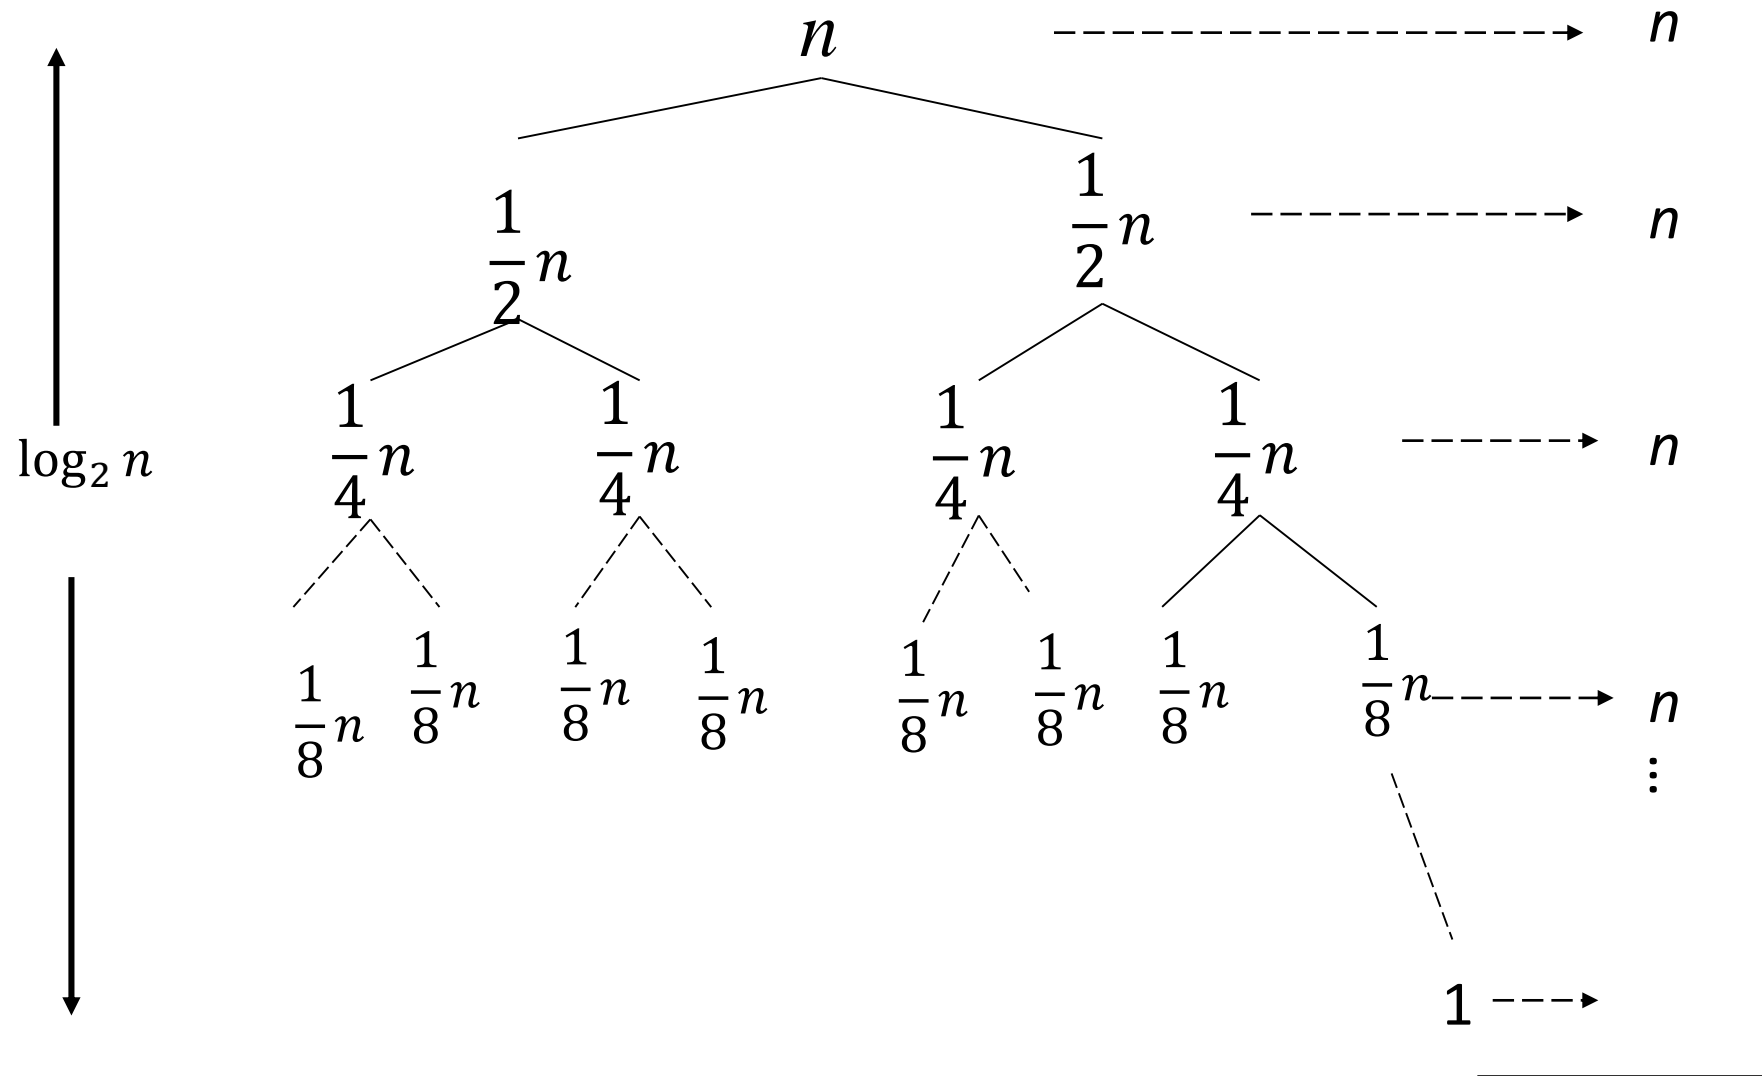 n n
1/2 n 1/2 n n
log₂ n 1/4 n 1/4 n 1/4 n 1/4 n n
1/8 n 1/8 n 1/8 n 1/8 n 1/8 n 1/8 n 1/8 n 1/8 n n
⋮
1